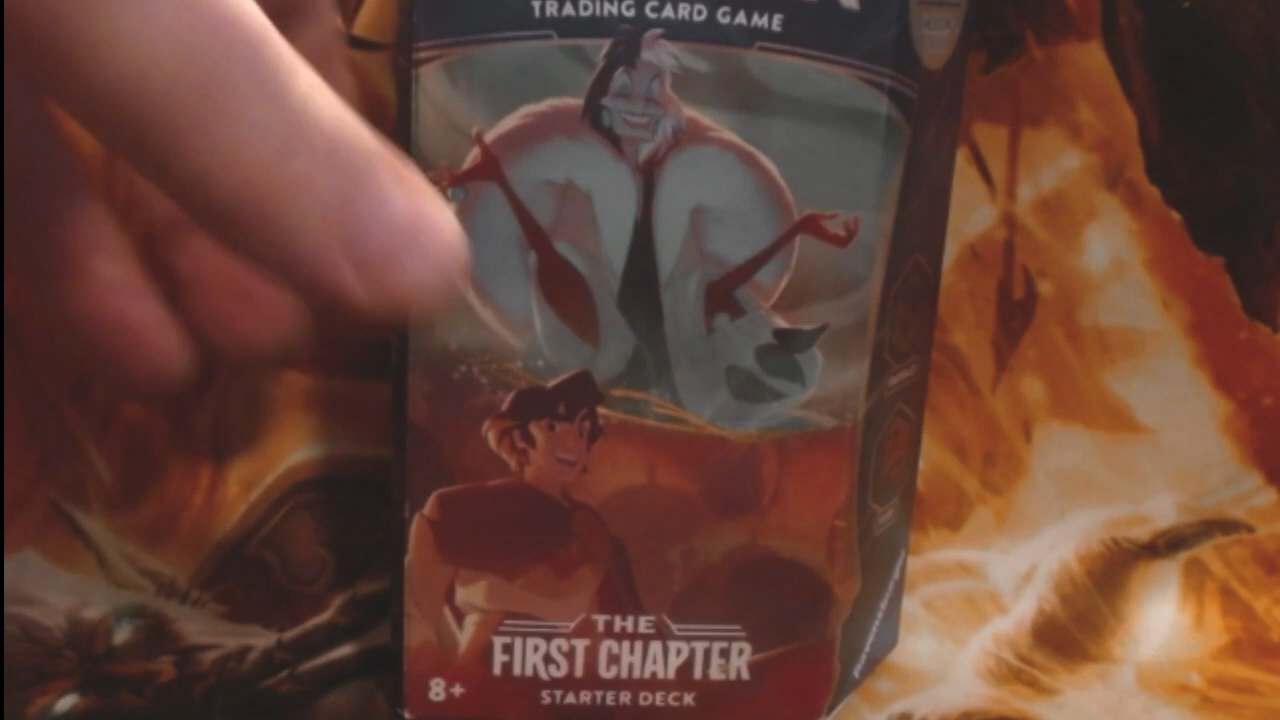 TRADING CARD GAME
THE
FIRST CHAPTER
8+
STARTER DECK